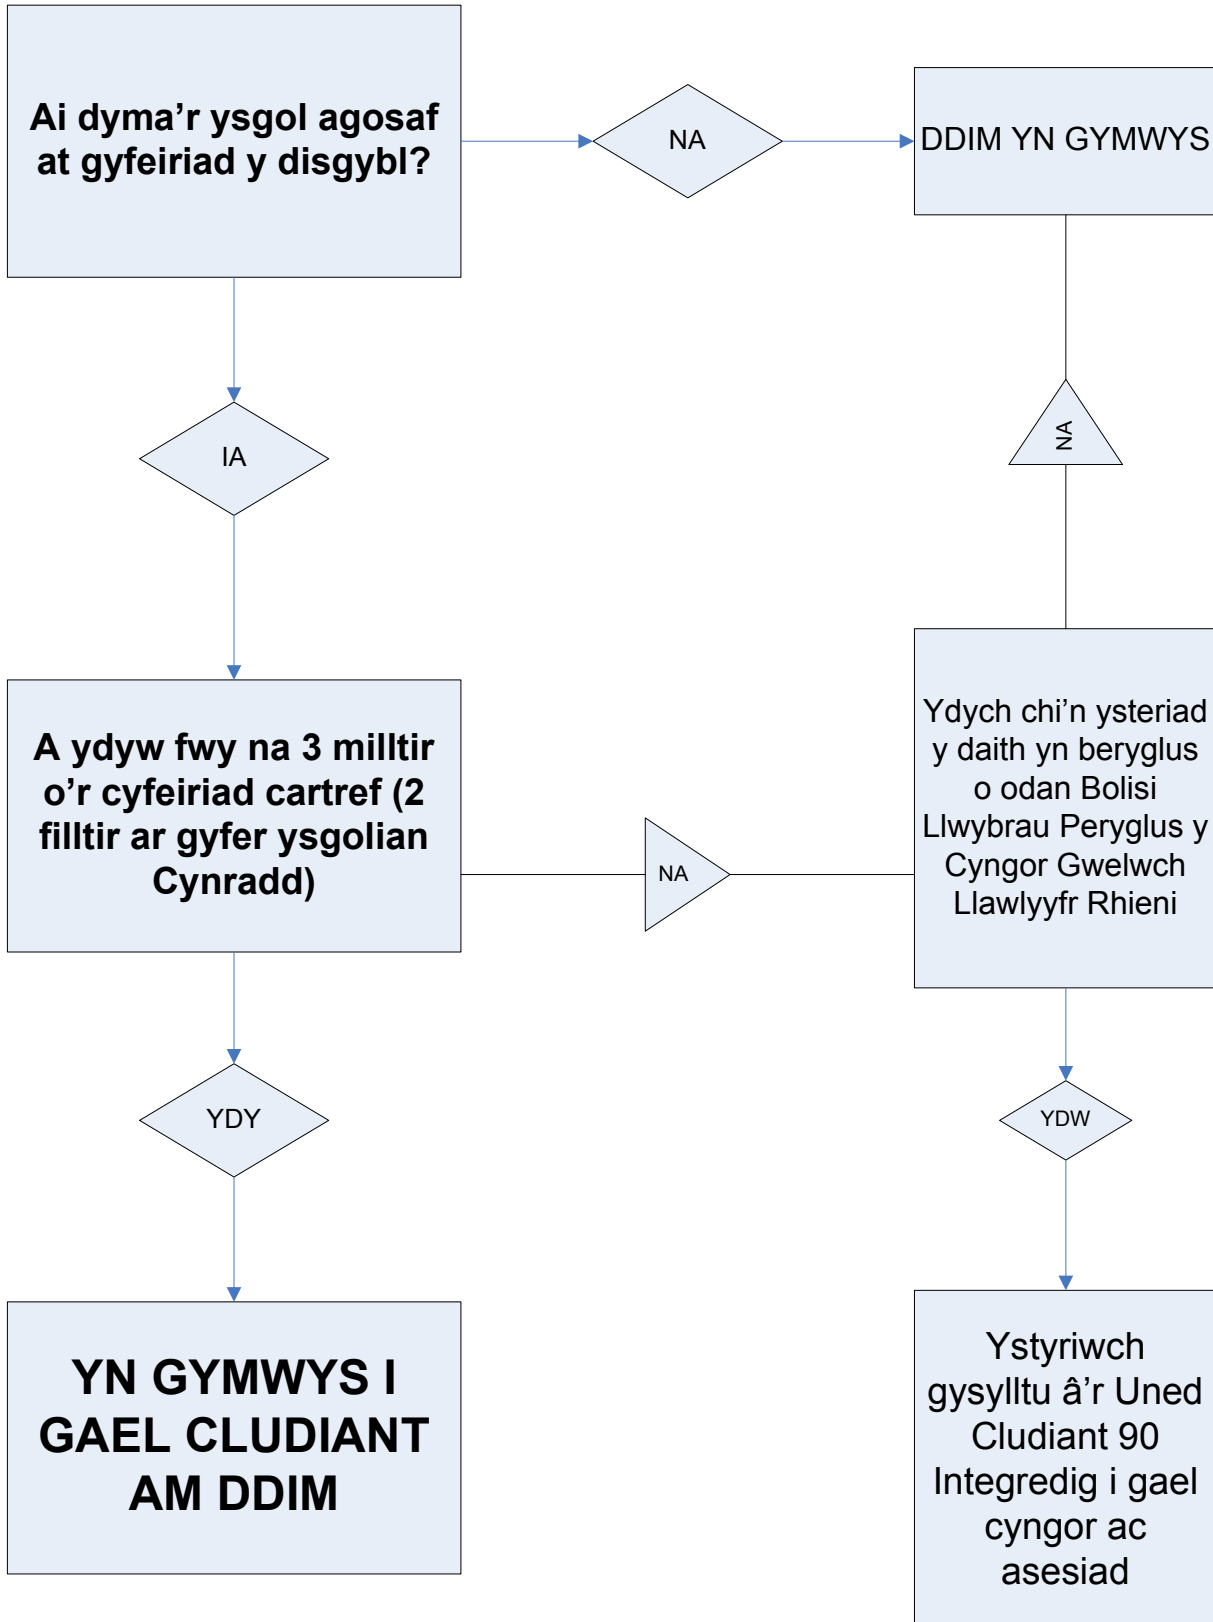 Ai dyma’r ysgol agosaf
at gyfeiriad y disgybl?
NA
DDIM YN GYMWYS
IA
NA
A ydyw fwy na 3 milltir
o’r cyfeiriad cartref (2
filltir ar gyfer ysgolian
Cynradd)
NA
Ydych chi’n ysteriad
y daith yn beryglus
o odan Bolisi
Llwybrau Peryglus y
Cyngor Gwelwch
Llawlyyfr Rhieni
YDY
YDW
YN GYMWYS I
GAEL CLUDIANT
AM DDIM
Ystyriwch
gysylltu â’r Uned
Cludiant 90
Integredig i gael
cyngor ac
asesiad